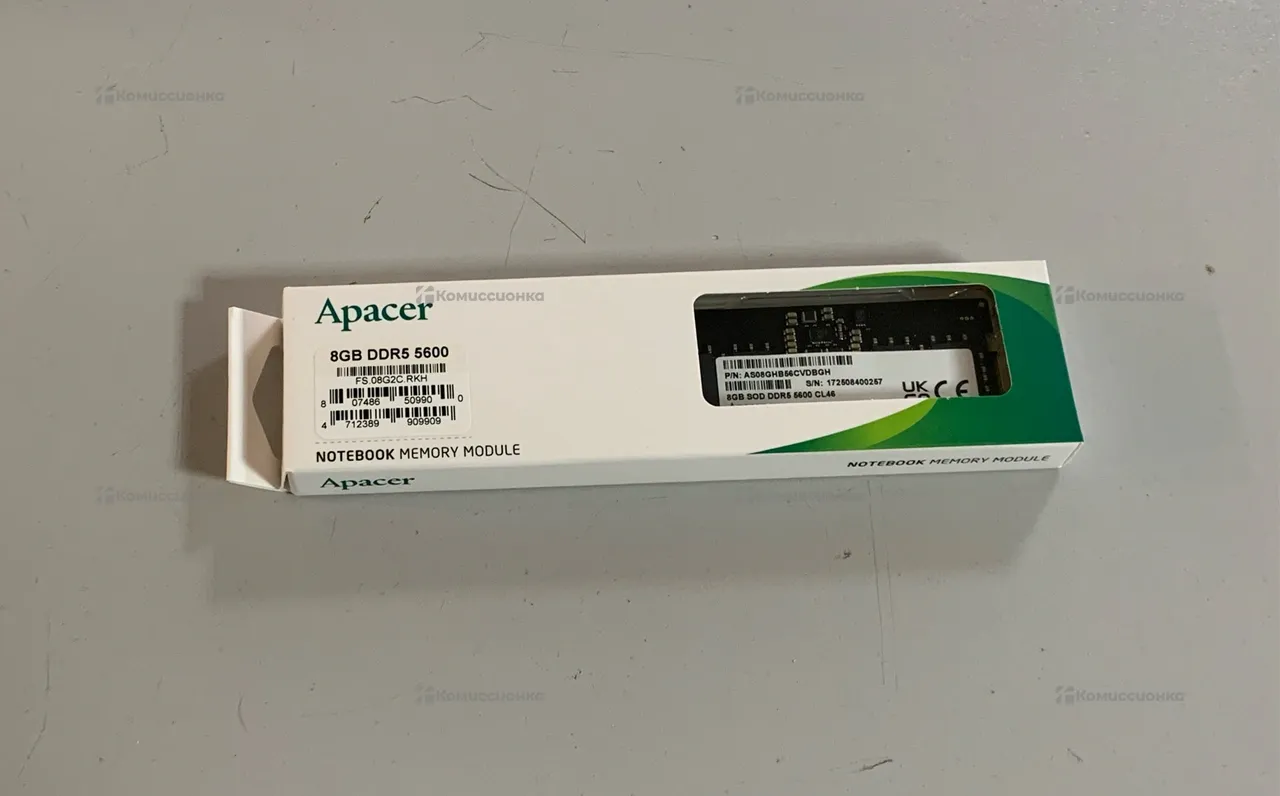 Комиссионка
Комиссионка
Комиссионка
Комиссионка
Apacer
8GB DDR5 5600
FS.08G2C.RKH
8 07486 50990 0
4 712389 909909
NOTEBOOK MEMORY MODULE
P/N: AS08GHB56CVDBGH
S/N: 172508400257
8GB SOD DDR5 5600 CL46
UK
CE
Apacer
NOTEBOOK MEMORY MODULE
Комиссионка
Комиссионка
Комиссионка